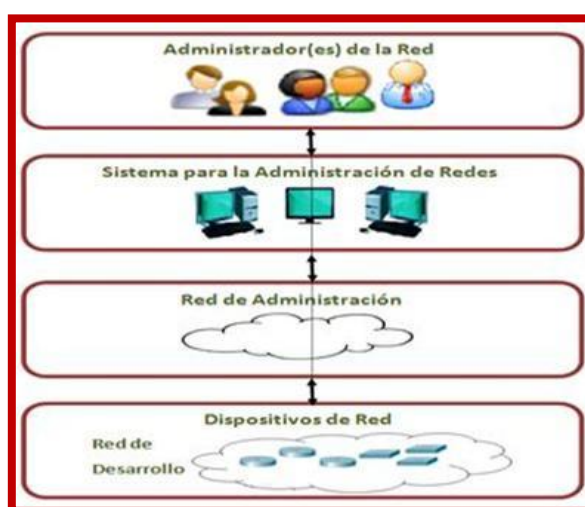 Administrador(es) de la Red
Sistema para la Administración de Redes
Red de Administración
Dispositivos de Red
Red de
Desarrollo